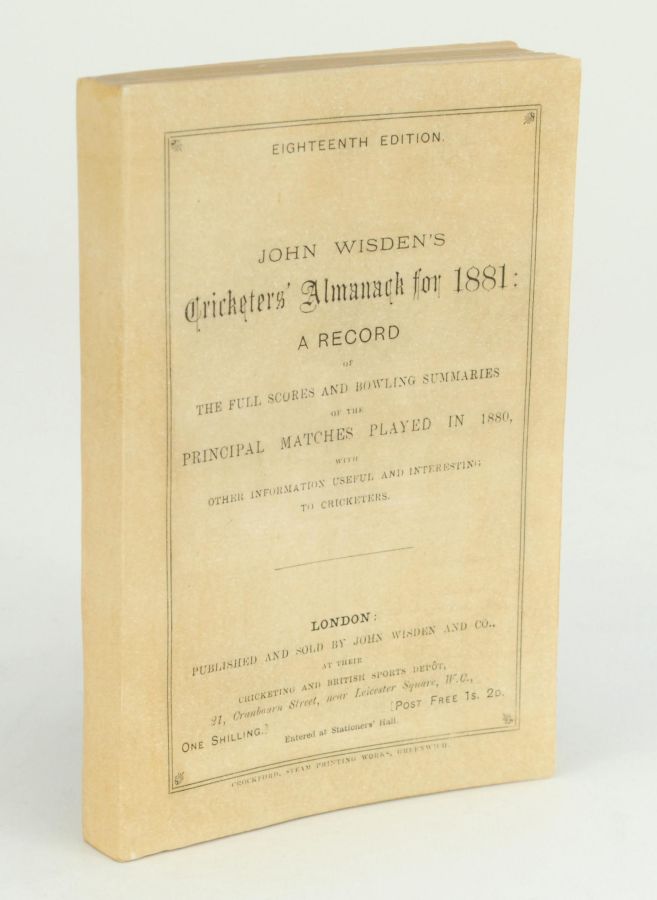 EIGHTEENTH EDITION.
JOHN WISDEN'S
Cricketers' Almanack for 1881:
A RECORD
OF
THE FULL SCORES AND BOWLING SUMMARIES
OF THE
PRINCIPAL MATCHES PLAYED IN 1880,
WITH
OTHER INFORMATION USEFUL AND INTERESTING
TO CRICKETERS.
LONDON:
PUBLISHED AND SOLD BY JOHN WISDEN AND CO.,
AT THEIR
CRICKETING AND BRITISH SPORTS DEPÔT,
21, Cranbourn Street, near Leicester Square, W.C.,
ONE SHILLING.] [POST FREE 1S. 2D.
Entered at Stationers' Hall.
CROCKFORD, STEAM PRINTING WORKS, GREENWICH.